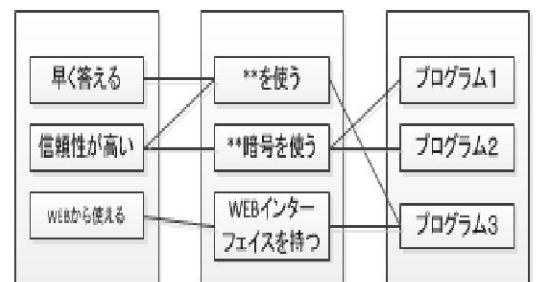 早く答える
信頼性が高い
WEBから使える
**を使う
**暗号を使う
WEBインター
フェイスを持つ
プログラム1
プログラム2
プログラム3